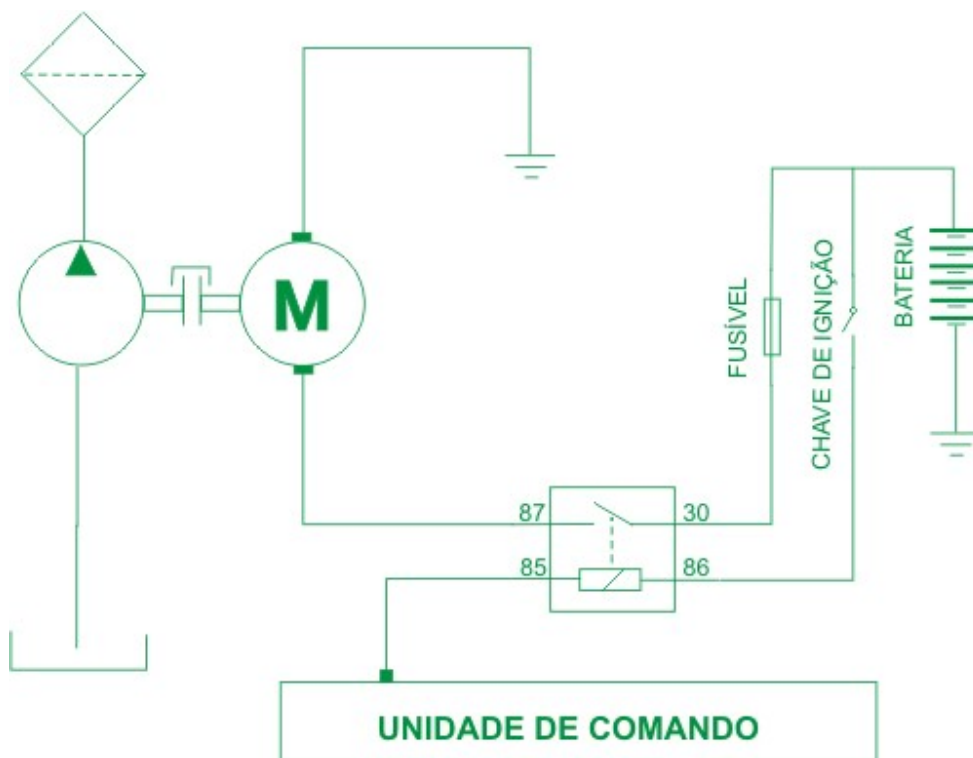 M
FUSÍVEL
CHAVE DE IGNIÇÃO
BATERIA
87
30
85
86
UNIDADE DE COMANDO